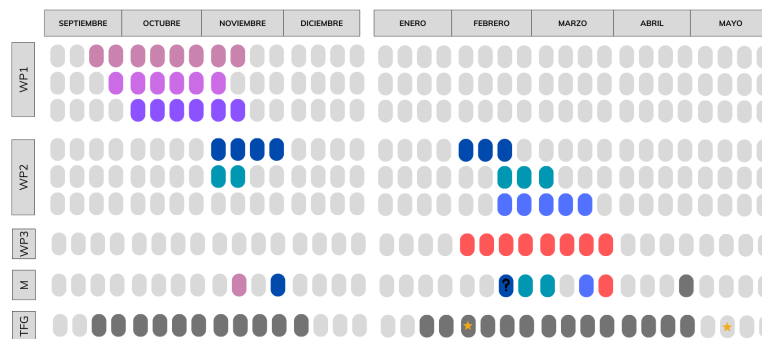 SEPTIEMBRE OCTUBRE NOVIEMBRE DICIEMBRE ENERO FEBRERO MARZO ABRIL MAYO
WP1
WP2
WP3
M
?
TFG